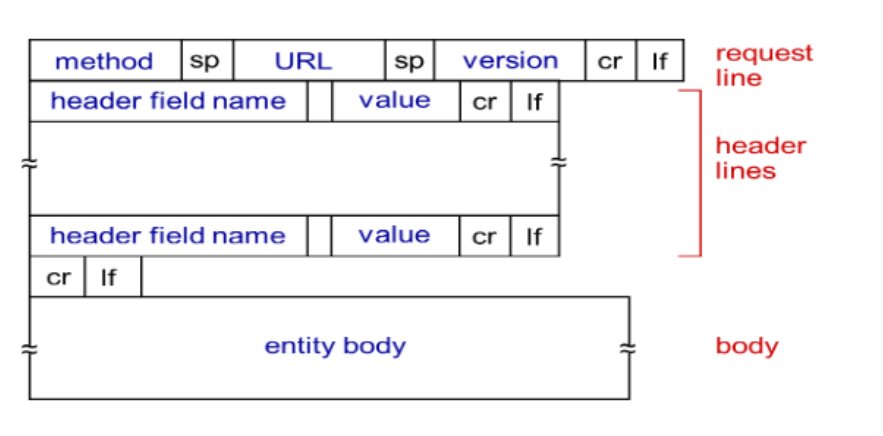 method sp URL sp version cr lf request
line
header field name value cr lf
header
lines
header field name value cr lf
cr lf
entity body body